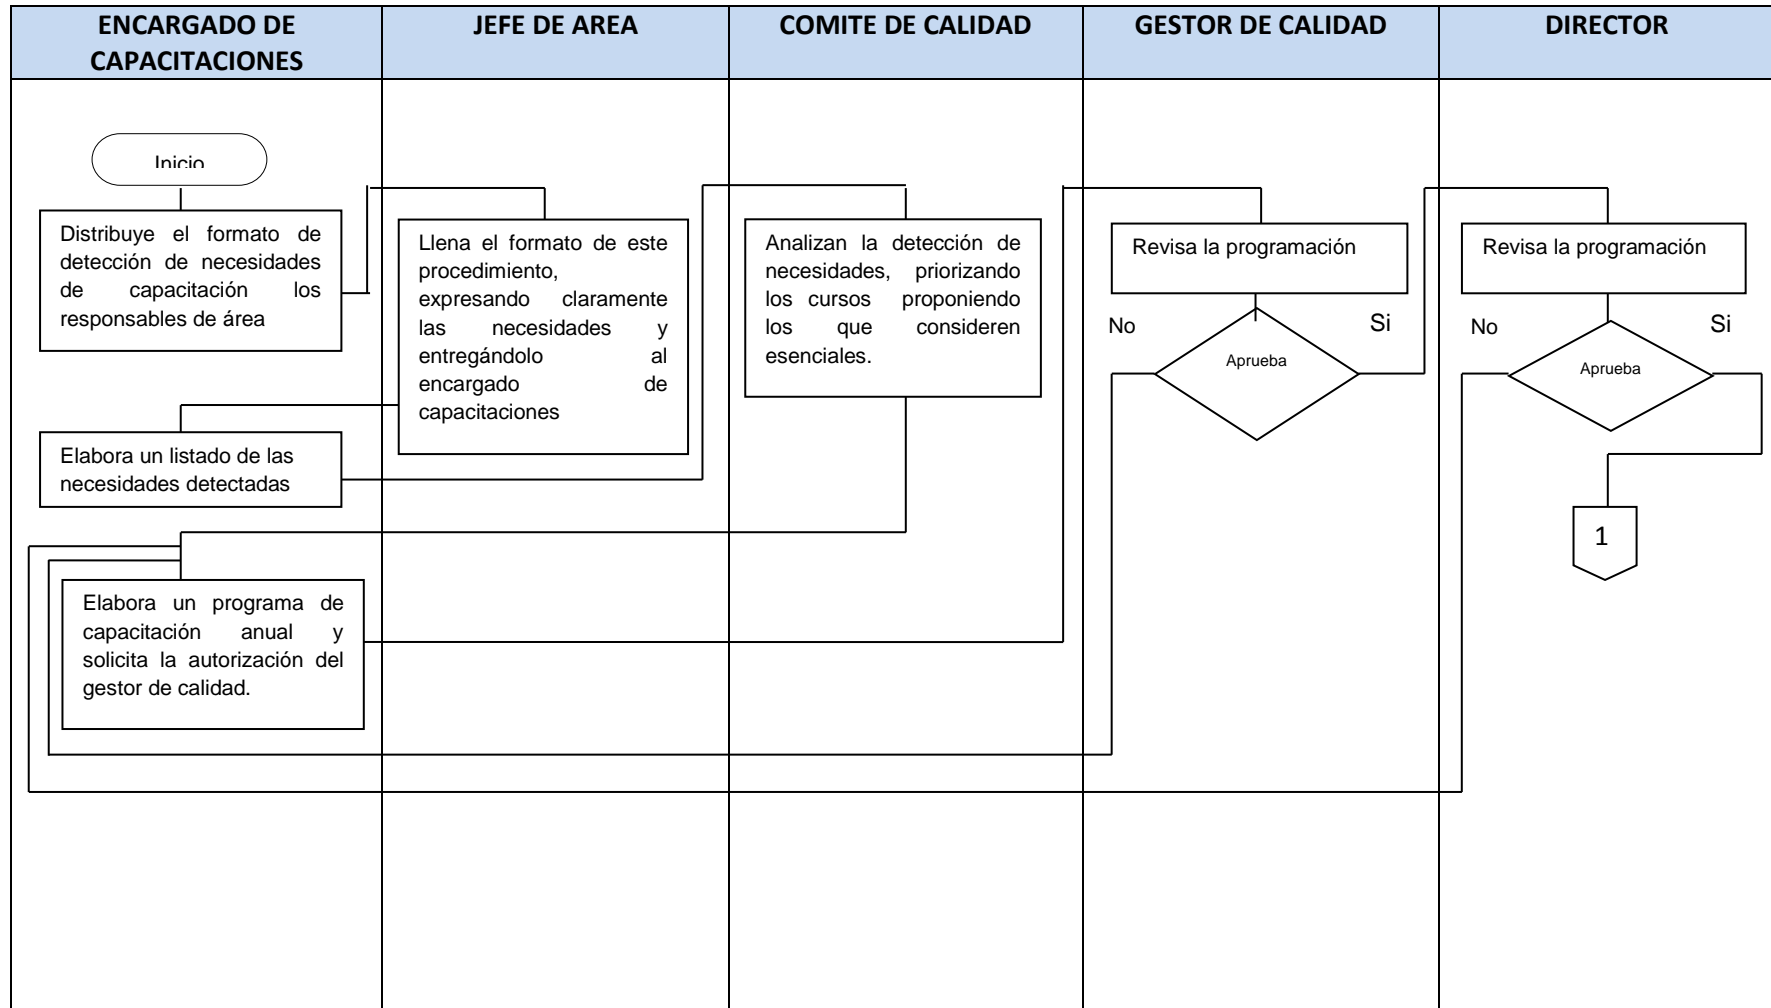 ENCARGADO DE
CAPACITACIONES
JEFE DE AREA
COMITE DE CALIDAD
GESTOR DE CALIDAD
DIRECTOR
Inicio
Distribuye el formato de
detección de necesidades
de capacitación los
responsables de área
Llena el formato de este
procedimiento,
expresando claramente
las necesidades y
entregándolo al
encargado de
capacitaciones
Analizan la detección de
necesidades, priorizando
los cursos proponiendo
los que consideren
esenciales.
Revisa la programación
No
Si
Aprueba
Revisa la programación
No
Si
Aprueba
Elabora un listado de las
necesidades detectadas
1
Elabora un programa de
capacitación anual y
solicita la autorización del
gestor de calidad.